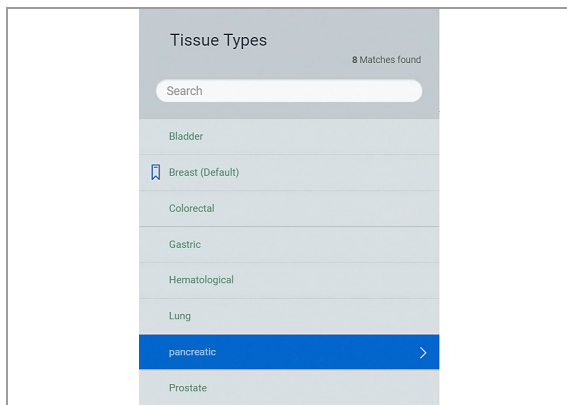 Tissue Types
8 Matches found
Search
Bladder
Breast (Default)
Colorectal
Gastric
Hematological
Lung
pancreatic
Prostate